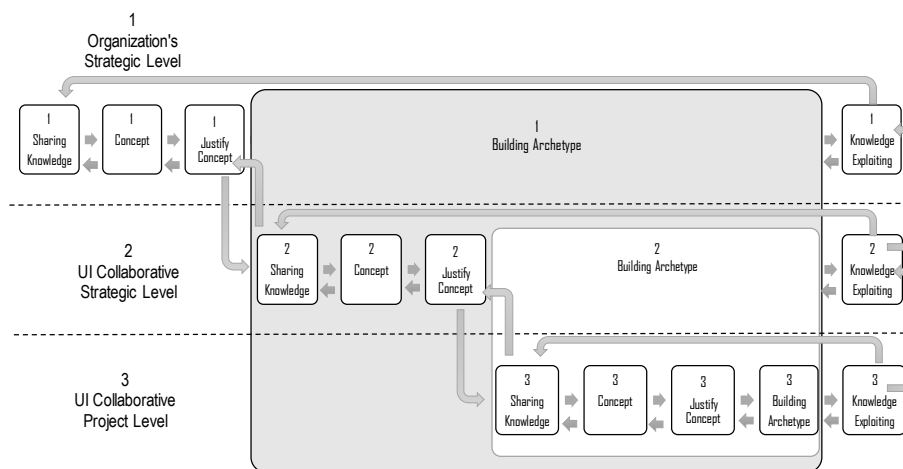 1
Organization's
Strategic Level
1
Sharing
Knowledge
1
Concept
1
Justify
Concept
1
Building Archetype
1
Knowledge
Exploiting
2
UI Collaborative
Strategic Level
2
Sharing
Knowledge
2
Concept
2
Justify
Concept
2
Building Archetype
2
Knowledge
Exploiting
3
UI Collaborative
Project Level
3
Sharing
Knowledge
3
Concept
3
Justify
Concept
3
Building
Archetype
3
Knowledge
Exploiting